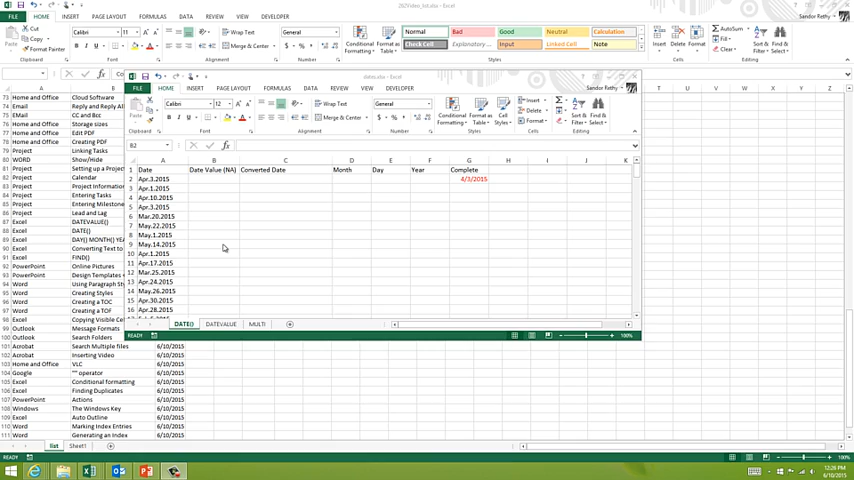 262Video_list.xlsx - Excel
FILE HOME INSERT PAGE LAYOUT FORMULAS DATA REVIEW VIEW DEVELOPER Sandor Rethy
Cut
Copy
Format Painter
Clipboard
Calibri 11
Font
Wrap Text
Merge & Center
Alignment
General
Number
Conditional Formatting
Format as Table
Normal Bad Good Neutral Calculation
Check Cell Explanatory ... Input Linked Cell Note
Styles
Insert Delete Format
Cells
AutoSum
Fill
Clear
Sort & Filter
Find & Select
Editing
A B T U V W X Y Z
73 Home and Office Cloud Software
74 Email Reply and Reply All
75 EMail CC and Bcc
76 Home and Office Storage sizes
77 Home and Office Edit PDF
78 Home and Office Creating PDF
79 Project Linking Tasks
80 WORD Show/Hide
81 Project Setting up a Proje
82 Project Calendar
83 Project Project Informatio
84 Project Entering Tasks
85 Project Entering Milestone
86 Project Lead and Lag
87 Excel DATEVALUE()
88 Excel DATE()
89 Excel DAY() MONTH() YEA
90 Excel Converting Text to
91 Excel FIND()
92 PowerPoint Online Pictures
93 PowerPoint Design Templates
94 Word Using Paragraph Styl
95 Word Creating Styles
96 Word Creating a TOC
97 Word Creating a TOF
98 Excel Copying Visible Cel
99 Outlook Message Formats
100 Outlook Search Folders
101 Acrobat Search Multiple files 6/10/2015
102 Acrobat Inserting Video 6/10/2015
103 Home and Office VLC 6/10/2015
104 Google "" operator 6/10/2015
105 Excel Conditional formatting 6/10/2015
106 Excel Finding Duplicates 6/10/2015
107 PowerPoint Actions 6/10/2015
108 Windows The Windows Key 6/10/2015
109 Excel Auto Outline 6/10/2015
110 Word Marking Index Entries 6/10/2015
111 Word Generating an Index 6/10/2015
list Sheet1
READY 100%
dates.xlsx - Excel
FILE HOME INSERT PAGE LAYOUT FORMULAS DATA REVIEW VIEW DEVELOPER Sandor Rethy
Paste
Clipboard
Calibri 12
Font
Wrap Text
Merge & Center
Alignment
General
Number
Conditional Formatting
Format as Table
Cell Styles
Styles
Insert
Delete
Format
Cells
Sort & Filter
Find & Select
Editing
B2
A B C D E F G H I J K
1 Date Date Value (NA) Converted Date Month Day Year Complete
2 Apr.3.2015 4/3/2015
3 Apr.1.2015
4 Apr.10.2015
5 Apr.3.2015
6 Mar.20.2015
7 May.22.2015
8 May.1.2015
9 May.14.2015
10 Apr.1.2015
11 Apr.17.2015
12 Mar.25.2015
13 Apr.24.2015
14 May.26.2015
15 Apr.30.2015
16 Apr.28.2015
DATE() DATEVALUE MULTI
READY 100%
12:28 PM
6/10/2015